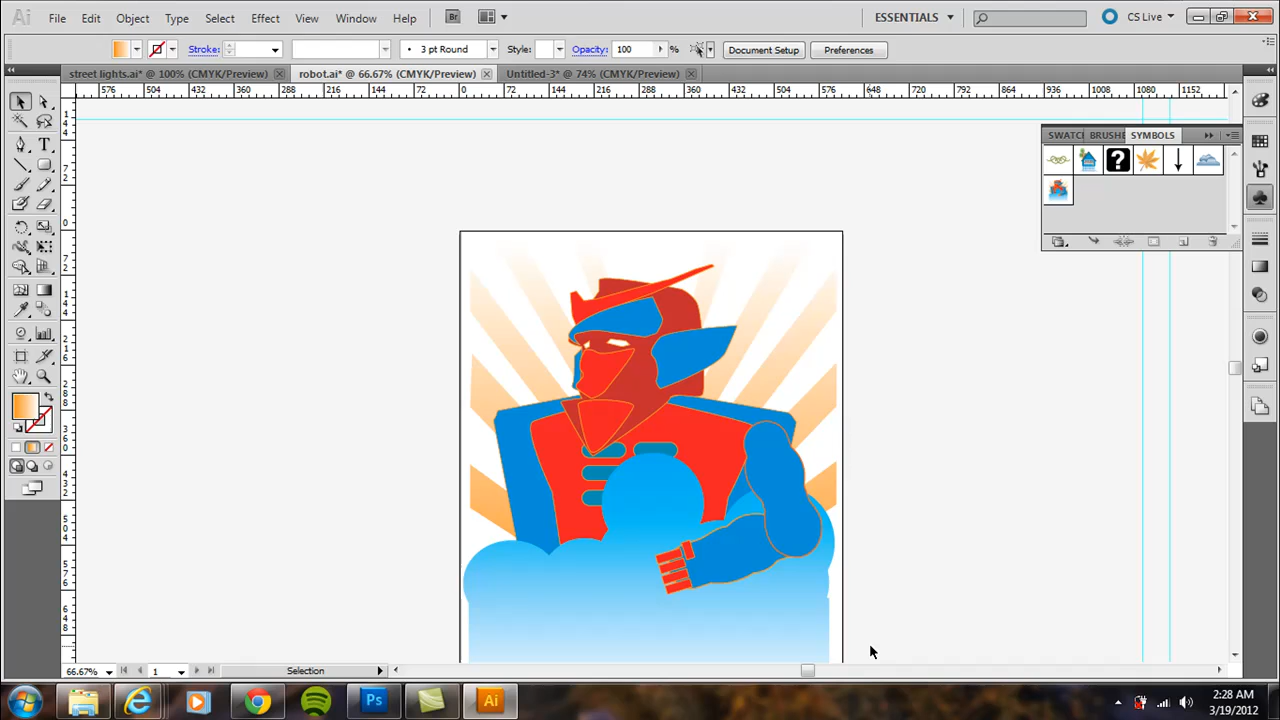 Ai File Edit Object Type Select Effect View Window Help Br ESSENTIALS CS Live
Stroke: 3 pt Round Style: Opacity: 100 % Document Setup Preferences
street lights.ai* @ 100% (CMYK/Preview) robot.ai* @ 66.67% (CMYK/Preview) Untitled-3* @ 74% (CMYK/Preview)
576 504 432 360 288 216 144 72 0 72 144 216 288 360 432 504 576 648 720 792 864 936 1008 1080 1152
SWATC BRUSHE SYMBOLS
?
T
66.67% 1 Selection
Ps Ai
2:28 AM
3/19/2012